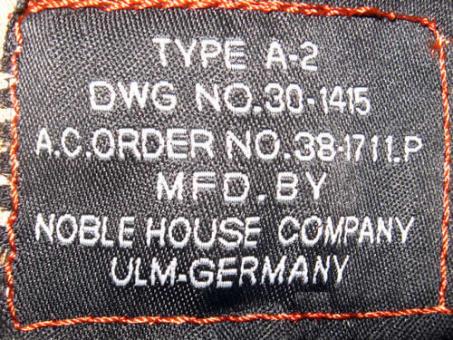 TYPE A-2
DWG NO.30-1415
A.C.ORDER NO.38-1711-P
MFD.BY
NOBLE HOUSE COMPANY
ULM-GERMANY